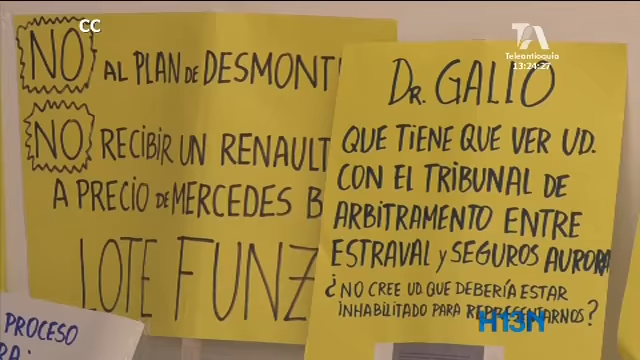 CC
Teleantioquia
13:24:27
NO AL PLAN DE DESMONT
NO RECIBIR UN RENAULT
A PRECIO DE MERCEDES B
LOTE FUNZ
PROCESO
RA:
DR. GALLO
QUE TIENE QUE VER UD.
CON EL TRIBUNAL DE
ARBITRAMENTO ENTRE
ESTRAVAL y SEGUROS AURORA
¿NO CREE UD QUE DEBERÍA ESTAR
INHABILITADO PARA REPRESENTARNOS?
H13N